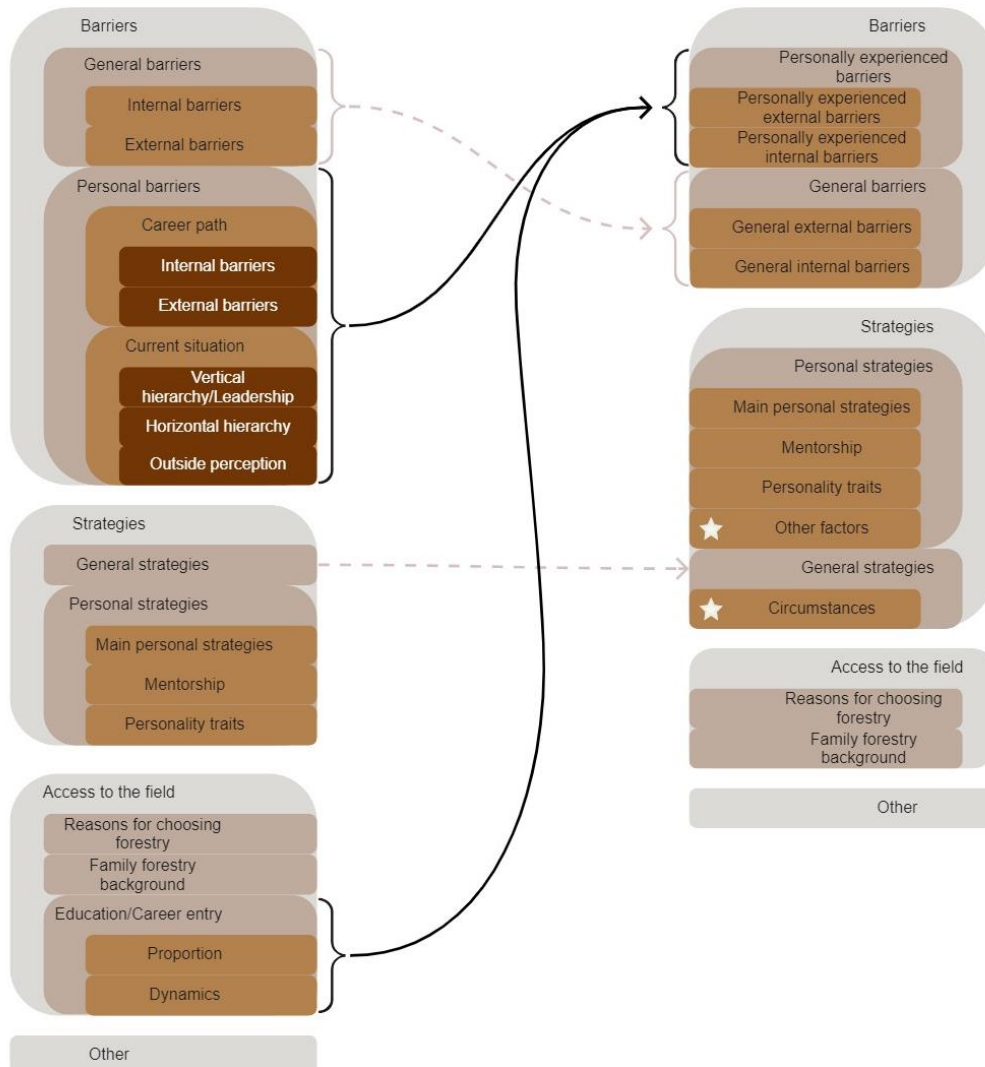 Barriers
General barriers
Internal barriers
External barriers
Personal barriers
Career path
Internal barriers
External barriers
Current situation
Vertical
hierarchy/Leadership
Horizontal hierarchy
Outside perception
Strategies
General strategies
Personal strategies
Main personal strategies
Mentorship
Personality traits
Access to the field
Reasons for choosing
forestry
Family forestry
background
Education/Career entry
Proportion
Dynamics
Other
Barriers
Personally experienced
barriers
Personally experienced
external barriers
Personally experienced
internal barriers
General barriers
General external barriers
General internal barriers
Strategies
Personal strategies
Main personal strategies
Mentorship
Personality traits
Other factors
General strategies
Circumstances
Access to the field
Reasons for choosing
forestry
Family forestry
background
Other